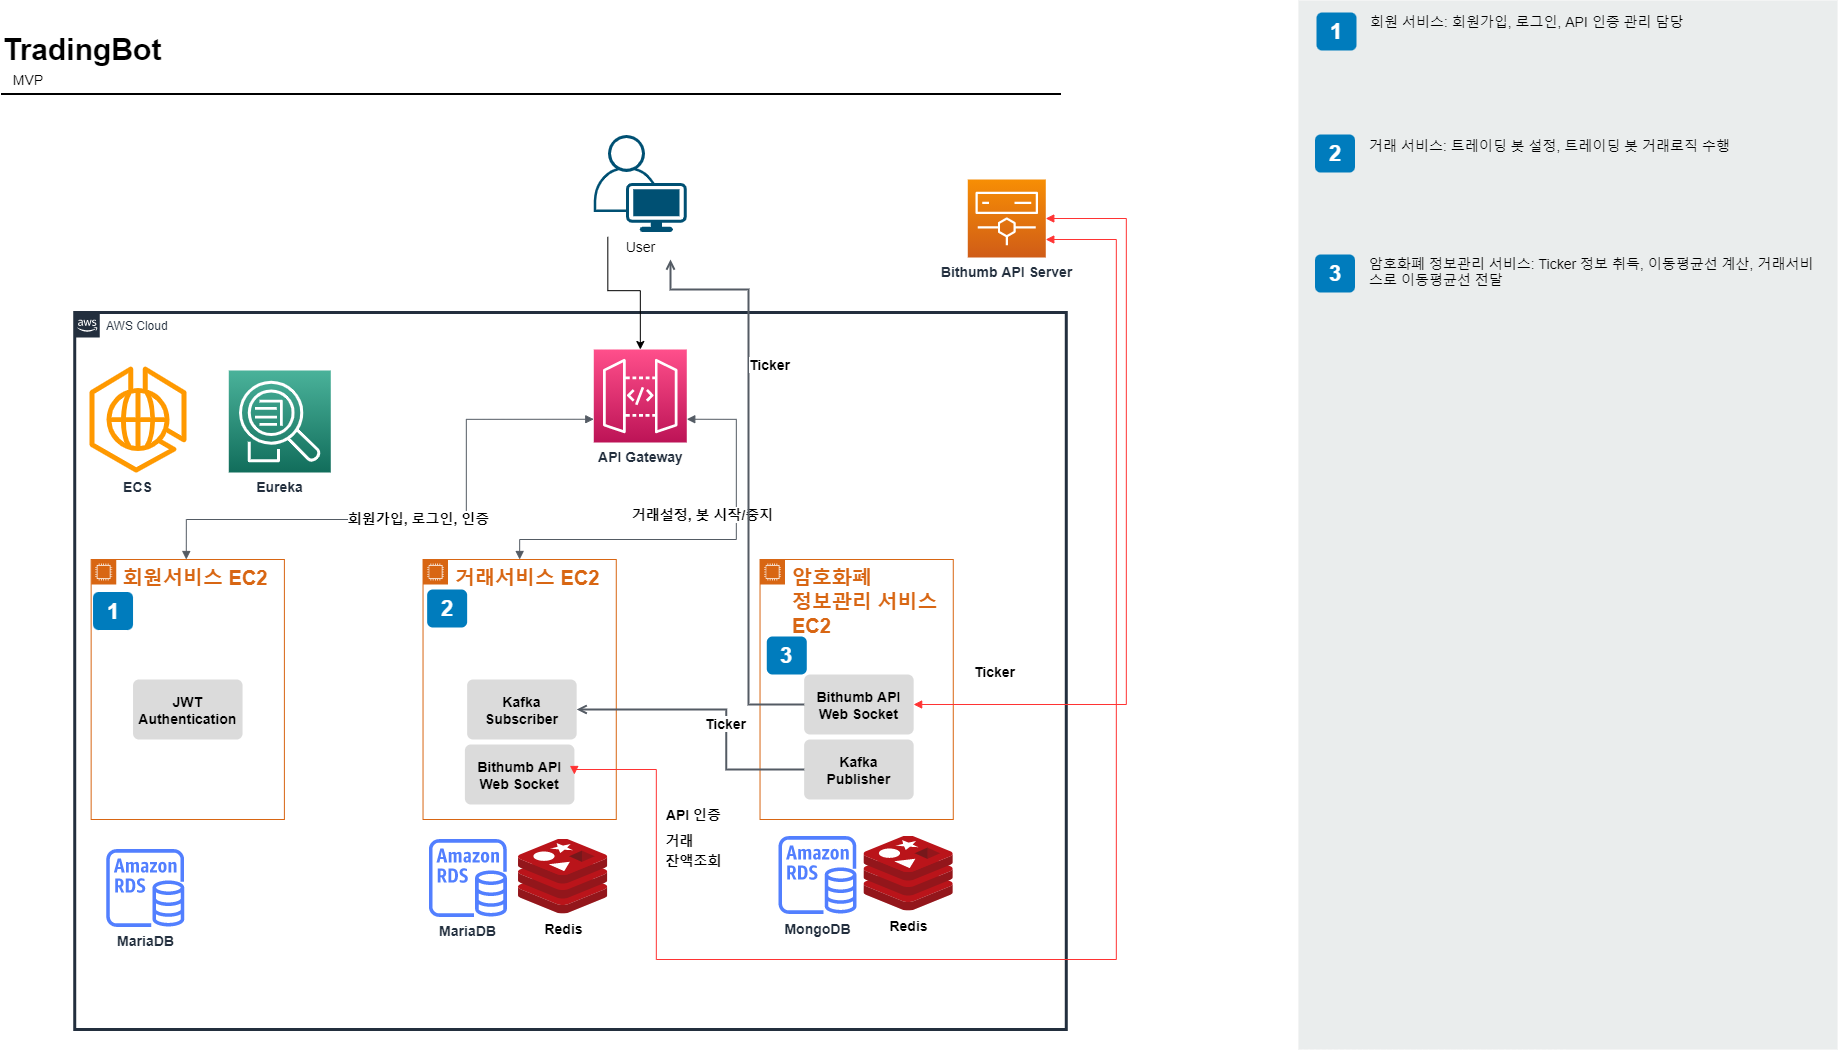 TradingBot
MVP
1
회원 서비스: 회원가입, 로그인, API 인증 관리 담당
2
거래 서비스: 트레이딩 봇 설정, 트레이딩 봇 거래로직 수행
3
암호화폐 정보관리 서비스: Ticker 정보 취득, 이동평균선 계산, 거래서비
스로 이동평균선 전달
User
Bithumb API Server
aws
AWS Cloud
Ticker
ECS
Eureka
API Gateway
회원가입, 로그인, 인증
거래설정, 봇 시작/중지
회원서비스 EC2
1
JWT
Authentication
거래서비스 EC2
2
Kafka
Subscriber
Bithumb API
Web Socket
암호화폐
정보관리 서비스
EC2
3
Bithumb API
Web Socket
Kafka
Publisher
Ticker
Ticker
API 인증
거래
잔액조회
Amazon
RDS
MariaDB
Amazon
RDS
MariaDB
Redis
Amazon
RDS
MongoDB
Redis